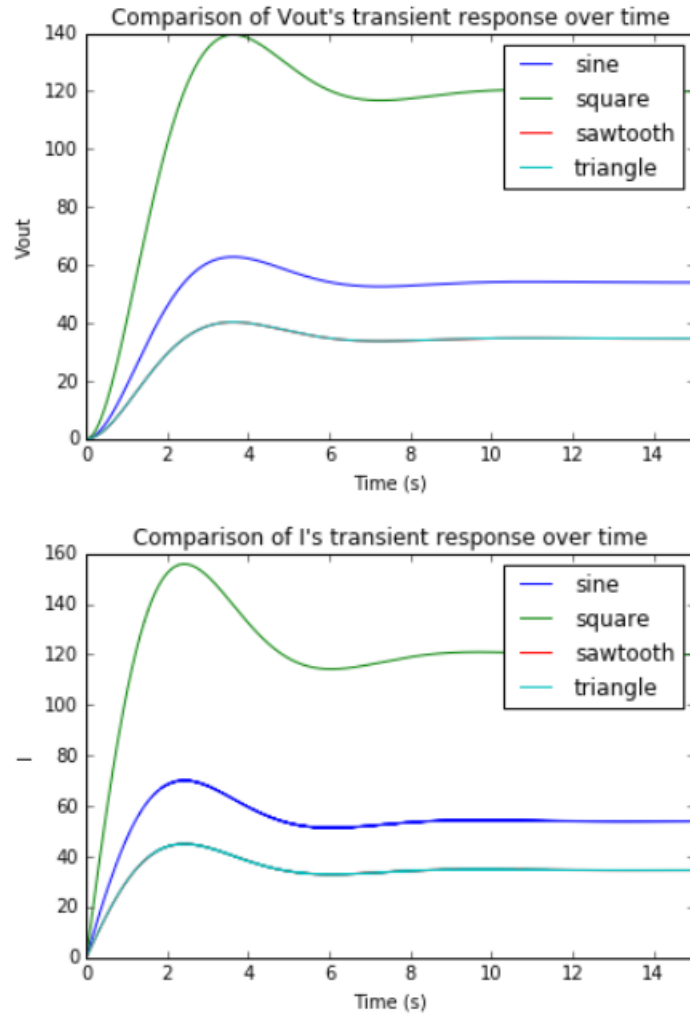 Comparison of Vout's transient response over time
140
120
100
80
60
40
20
0
Vout
sine
square
sawtooth
triangle
0 2 4 6 8 10 12 14
Time (s)
Comparison of I's transient response over time
160
140
120
100
80
60
40
20
0
I
sine
square
sawtooth
triangle
0 2 4 6 8 10 12 14
Time (s)